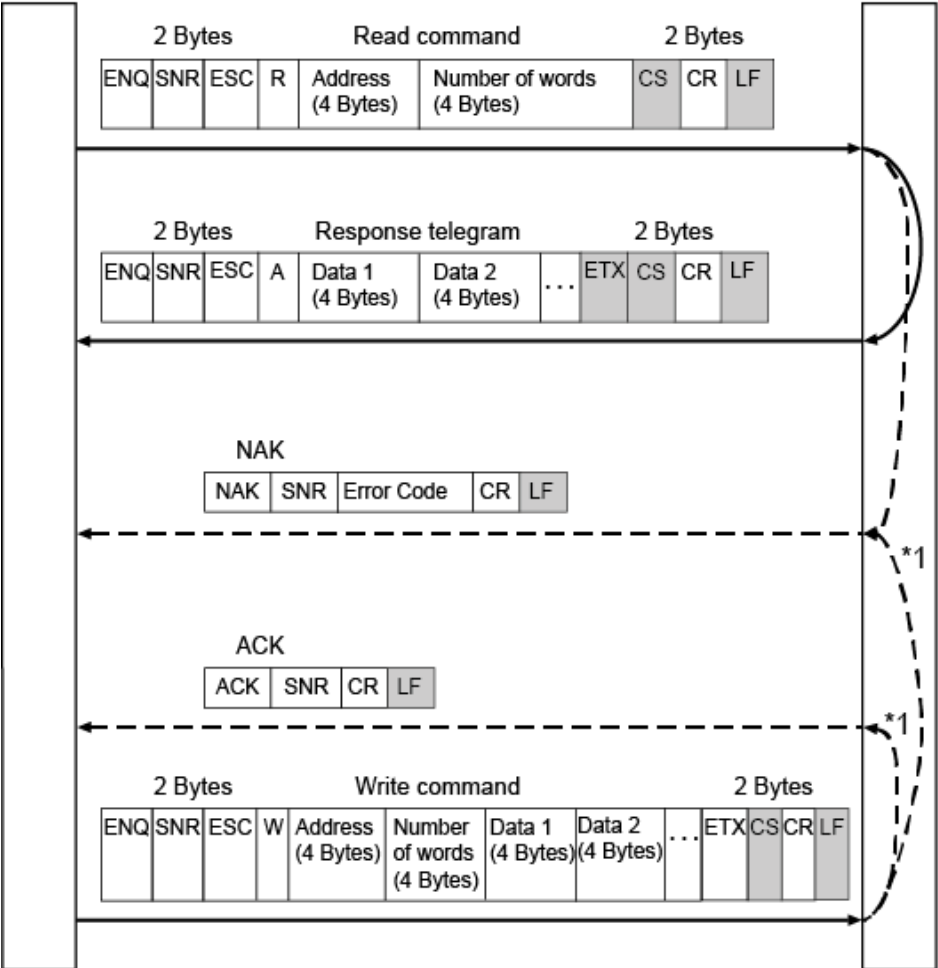 2 Bytes Read command 2 Bytes
ENQ SNR ESC R Address Number of words CS CR LF
(4 Bytes) (4 Bytes)
2 Bytes Response telegram 2 Bytes
ENQ SNR ESC A Data 1 Data 2 ... ETX CS CR LF
(4 Bytes) (4 Bytes)
NAK
NAK SNR Error Code CR LF
*1
ACK
ACK SNR CR LF
*1
2 Bytes Write command 2 Bytes
ENQ SNR ESC W Address Number Data 1 Data 2 ... ETX CS CR LF
(4 Bytes) of words (4 Bytes) (4 Bytes)
(4 Bytes)